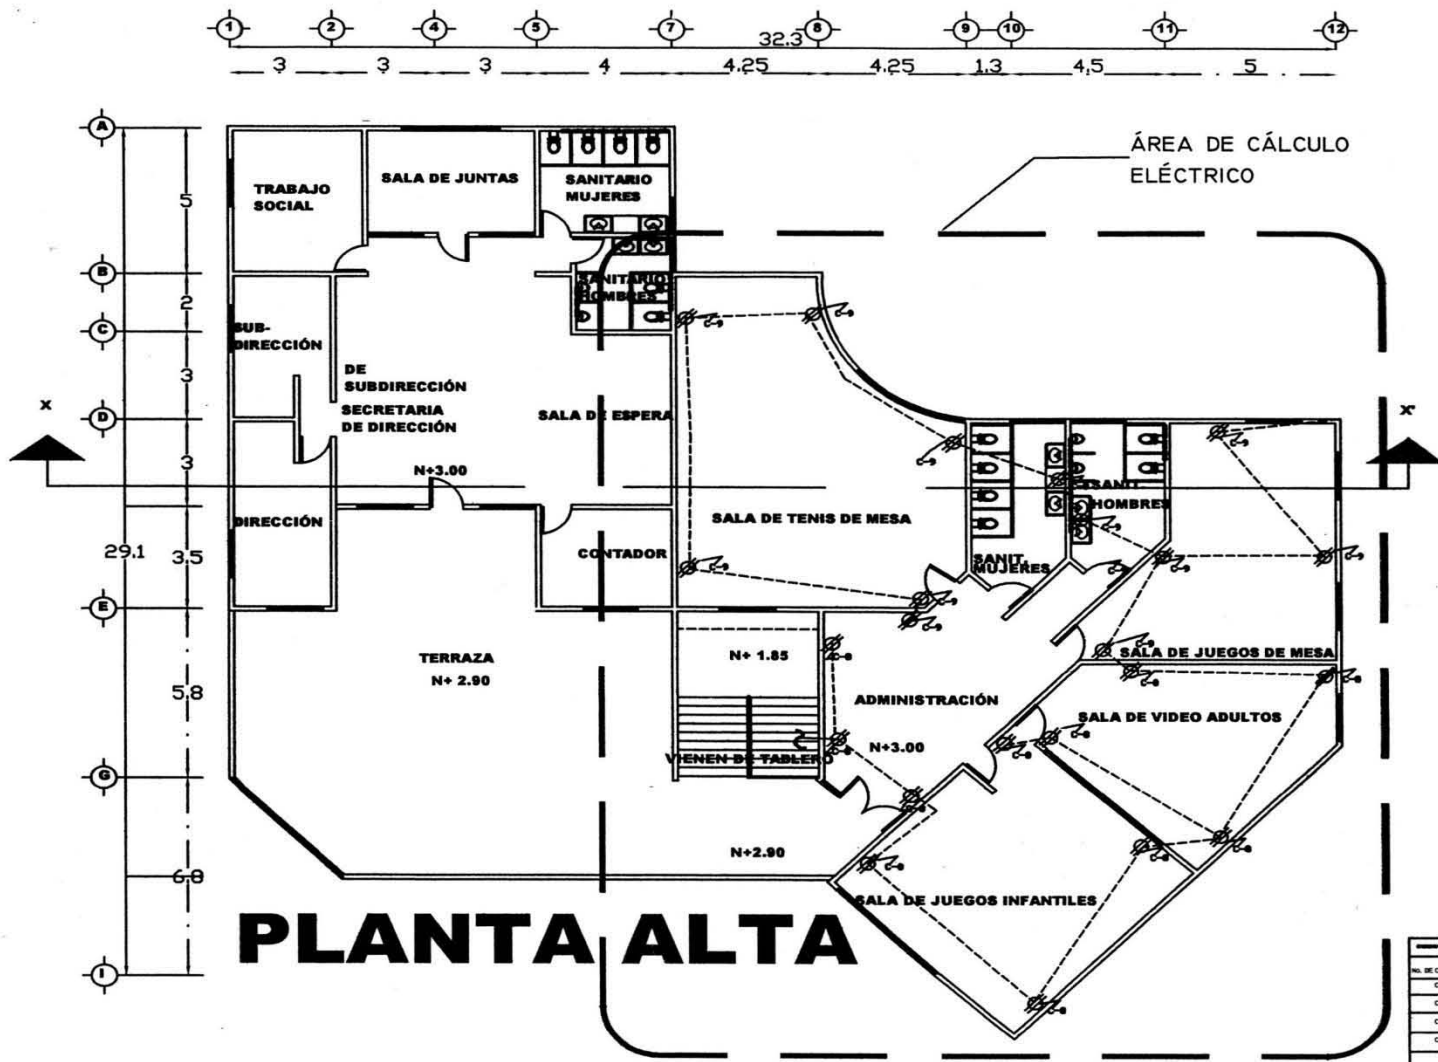 1 2 4 5 7 8 9 10 11 12
32.3
3 3 3 4 4.25 4.25 1.3 4.5 5
A
ÁREA DE CÁLCULO
ELÉCTRICO
SALA DE JUNTAS
SANITARIO
MUJERES
TRABAJO
SOCIAL
5
B
SANITARIO
HOMBRES
2
C
SUB-
DIRECCIÓN
3
DE
SUBDIRECCIÓN
SECRETARIA
DE DIRECCIÓN
SALA DE ESPERA
D
X X'
3
N+3.00
SANIT.
HOMBRES
SALA DE TENIS DE MESA
DIRECCIÓN
CONTADOR
29.1
3.5
SANIT.
MUJERES
E
N+ 1.85
SALA DE JUEGOS DE MESA
TERRAZA
N+ 2.90
5.8
ADMINISTRACIÓN
SALA DE VIDEO ADULTOS
N+3.00
VIENEN DE TABLERO
G
N+2.90
6.8
SALA DE JUEGOS INFANTILES
PLANTA ALTA
I